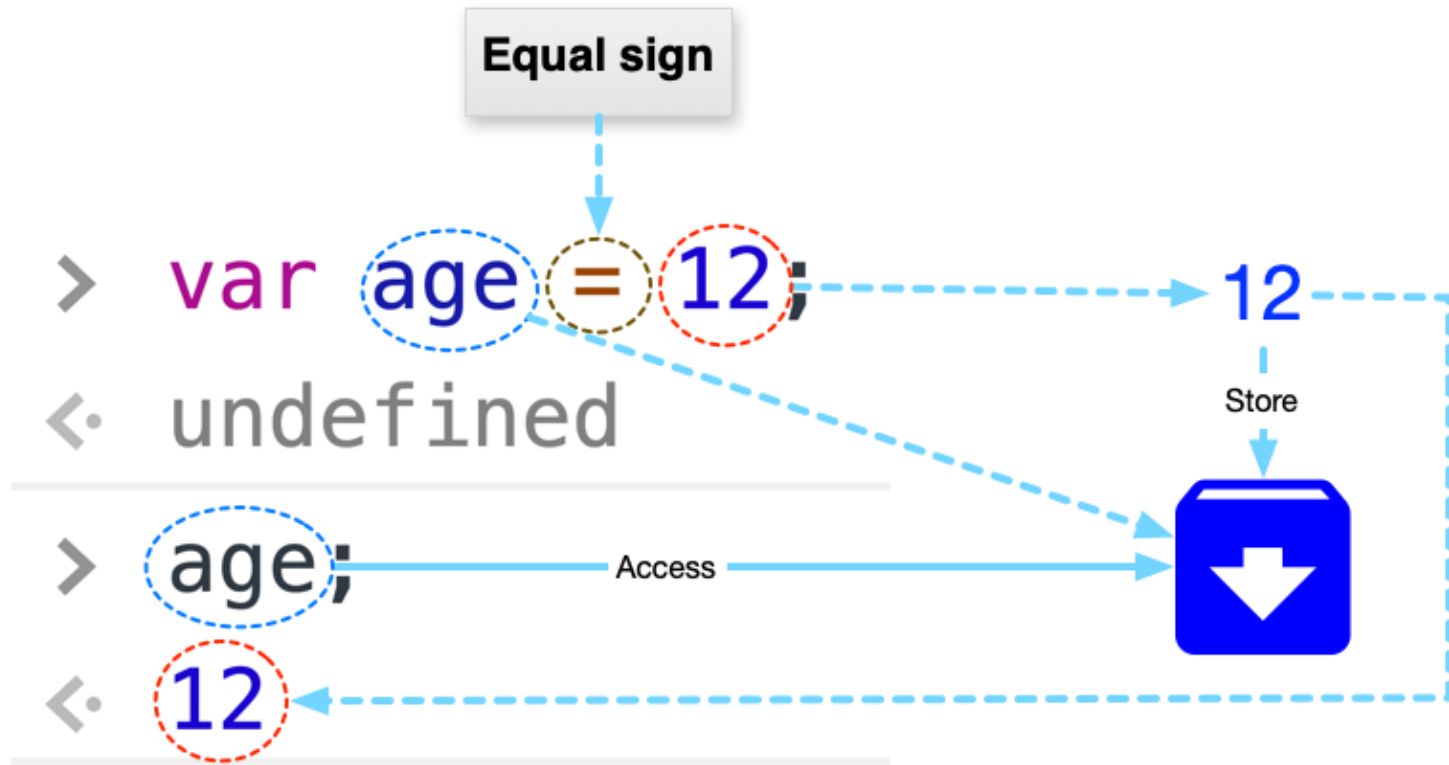 Equal sign
> var age = 12; 12
Store
undefined
> age; Access
12